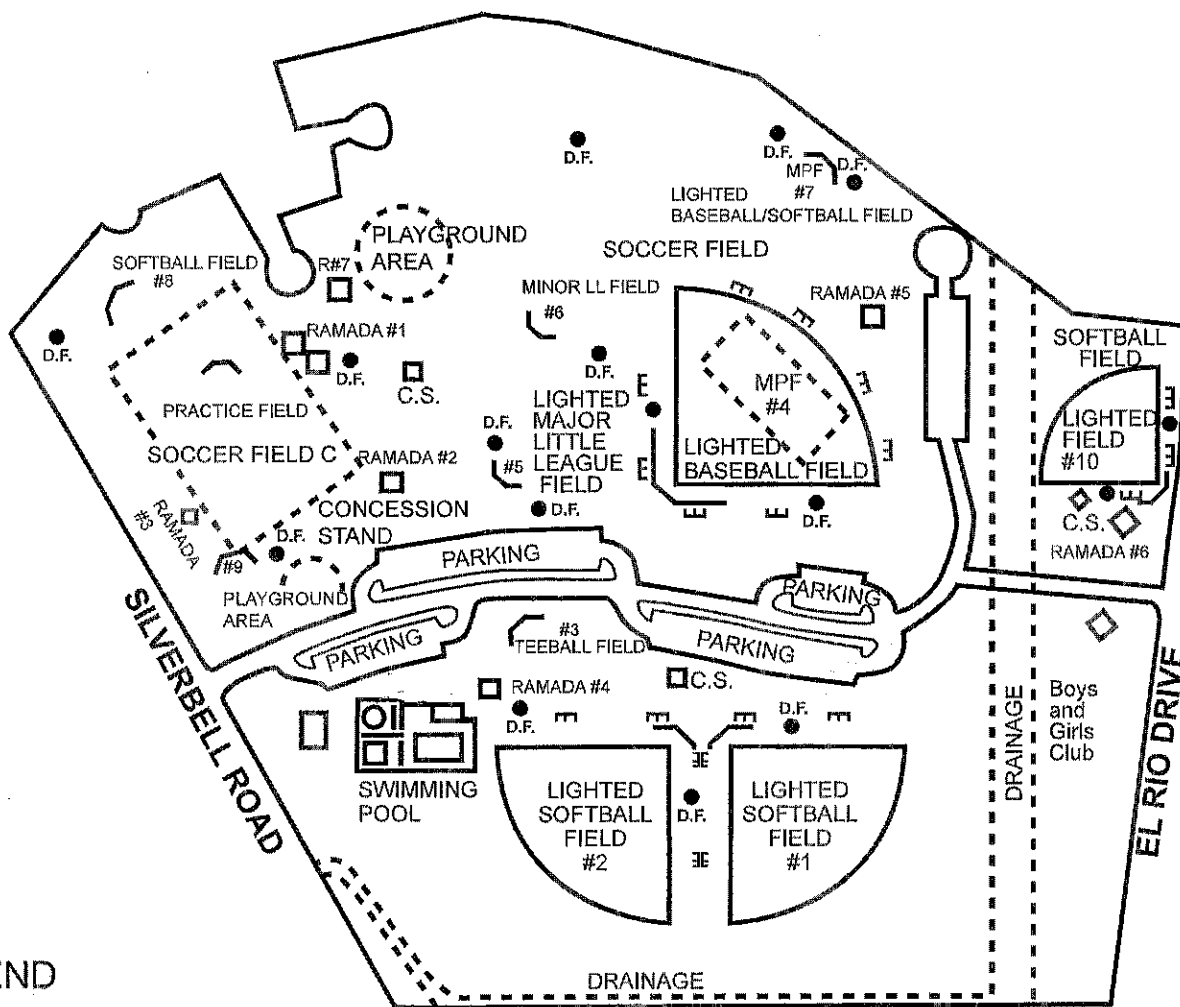 D.F.
D.F.
MPF
#7
D.F.
LIGHTED
BASEBALL/SOFTBALL FIELD
PLAYGROUND
AREA
SOCCER FIELD
SOFTBALL FIELD
#8
R#7
MINOR LL FIELD
#6
RAMADA #5
D.F.
RAMADA #1
D.F.
C.S.
D.F.
SOFTBALL
FIELD
PRACTICE FIELD
LIGHTED
MAJOR
LITTLE
LEAGUE
FIELD
MPF
#4
LIGHTED
FIELD
#10
D.F.
SOCCER FIELD C
RAMADA #2
#5
LIGHTED
BASEBALL FIELD
RAMADA
#3
CONCESSION
STAND
D.F.
D.F.
C.S.
RAMADA #6
D.F.
#9
PARKING
PLAYGROUND
AREA
PARKING
PARKING
#3
TEEBALL FIELD
PARKING
SILVERBELL ROAD
RAMADA #4
D.F.
C.S.
D.F.
DRAINAGE
Boys
and
Girls
Club
EL RIO DRIVE
SWIMMING
POOL
LIGHTED
SOFTBALL
FIELD
#2
D.F.
LIGHTED
SOFTBALL
FIELD
#1
DRAINAGE
END